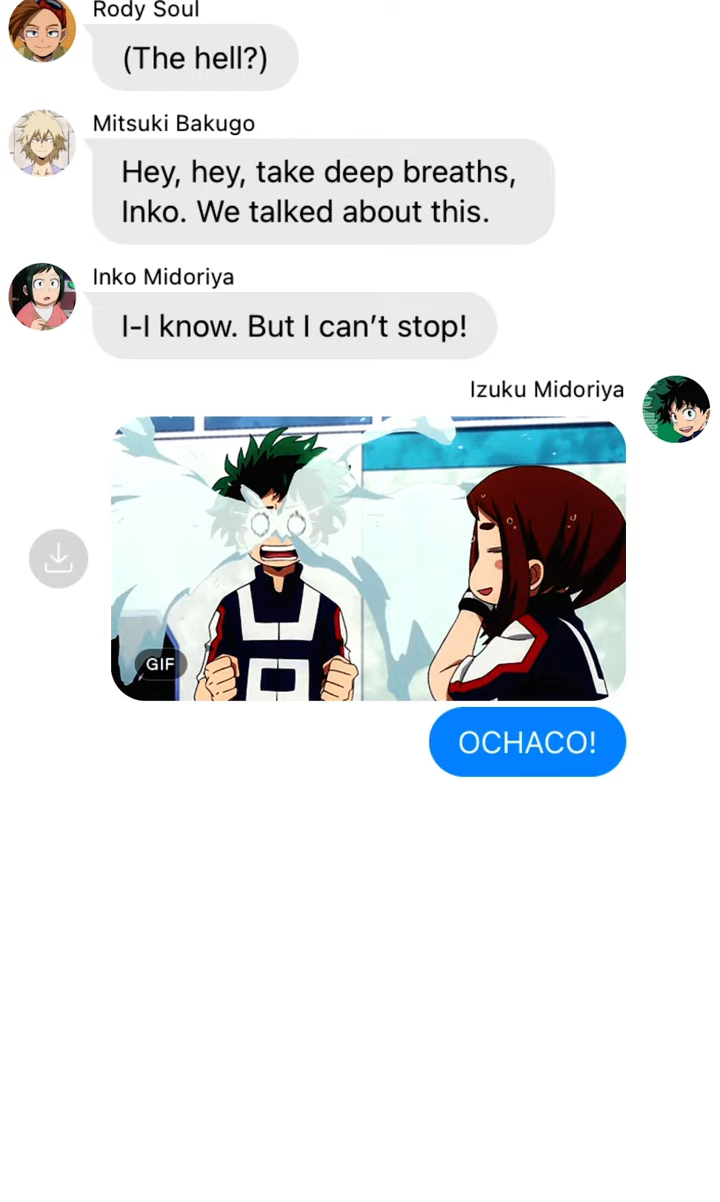 Rody Soul
(The hell?)
Mitsuki Bakugo
Hey, hey, take deep breaths,
Inko. We talked about this.
Inko Midoriya
I-I know. But I can’t stop!
Izuku Midoriya
GIF
OCHACO!